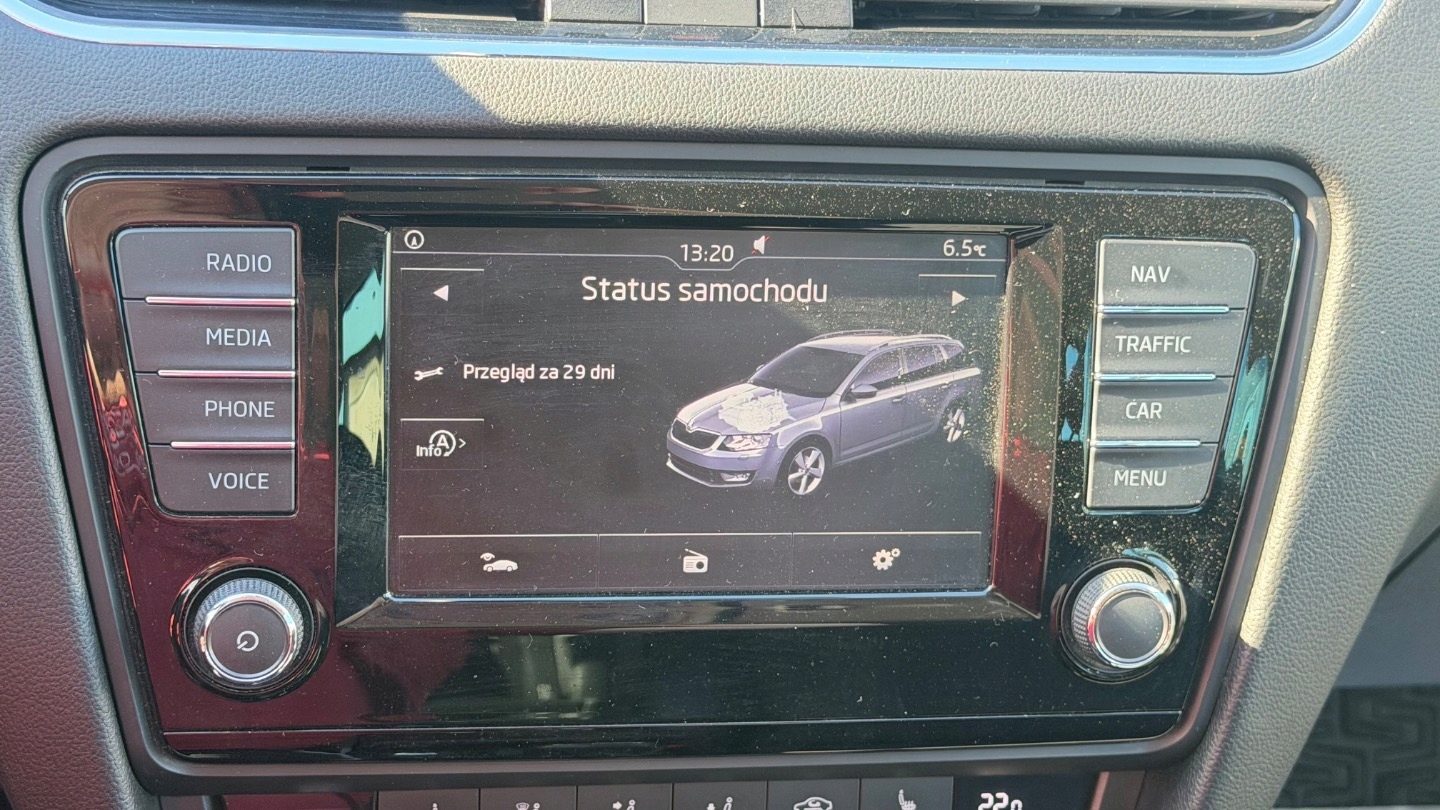 13:20
6.5°C
Status samochodu
Przegląd za 29 dni
A
Info
RADIO
MEDIA
PHONE
VOICE
NAV
TRAFFIC
CAR
MENU